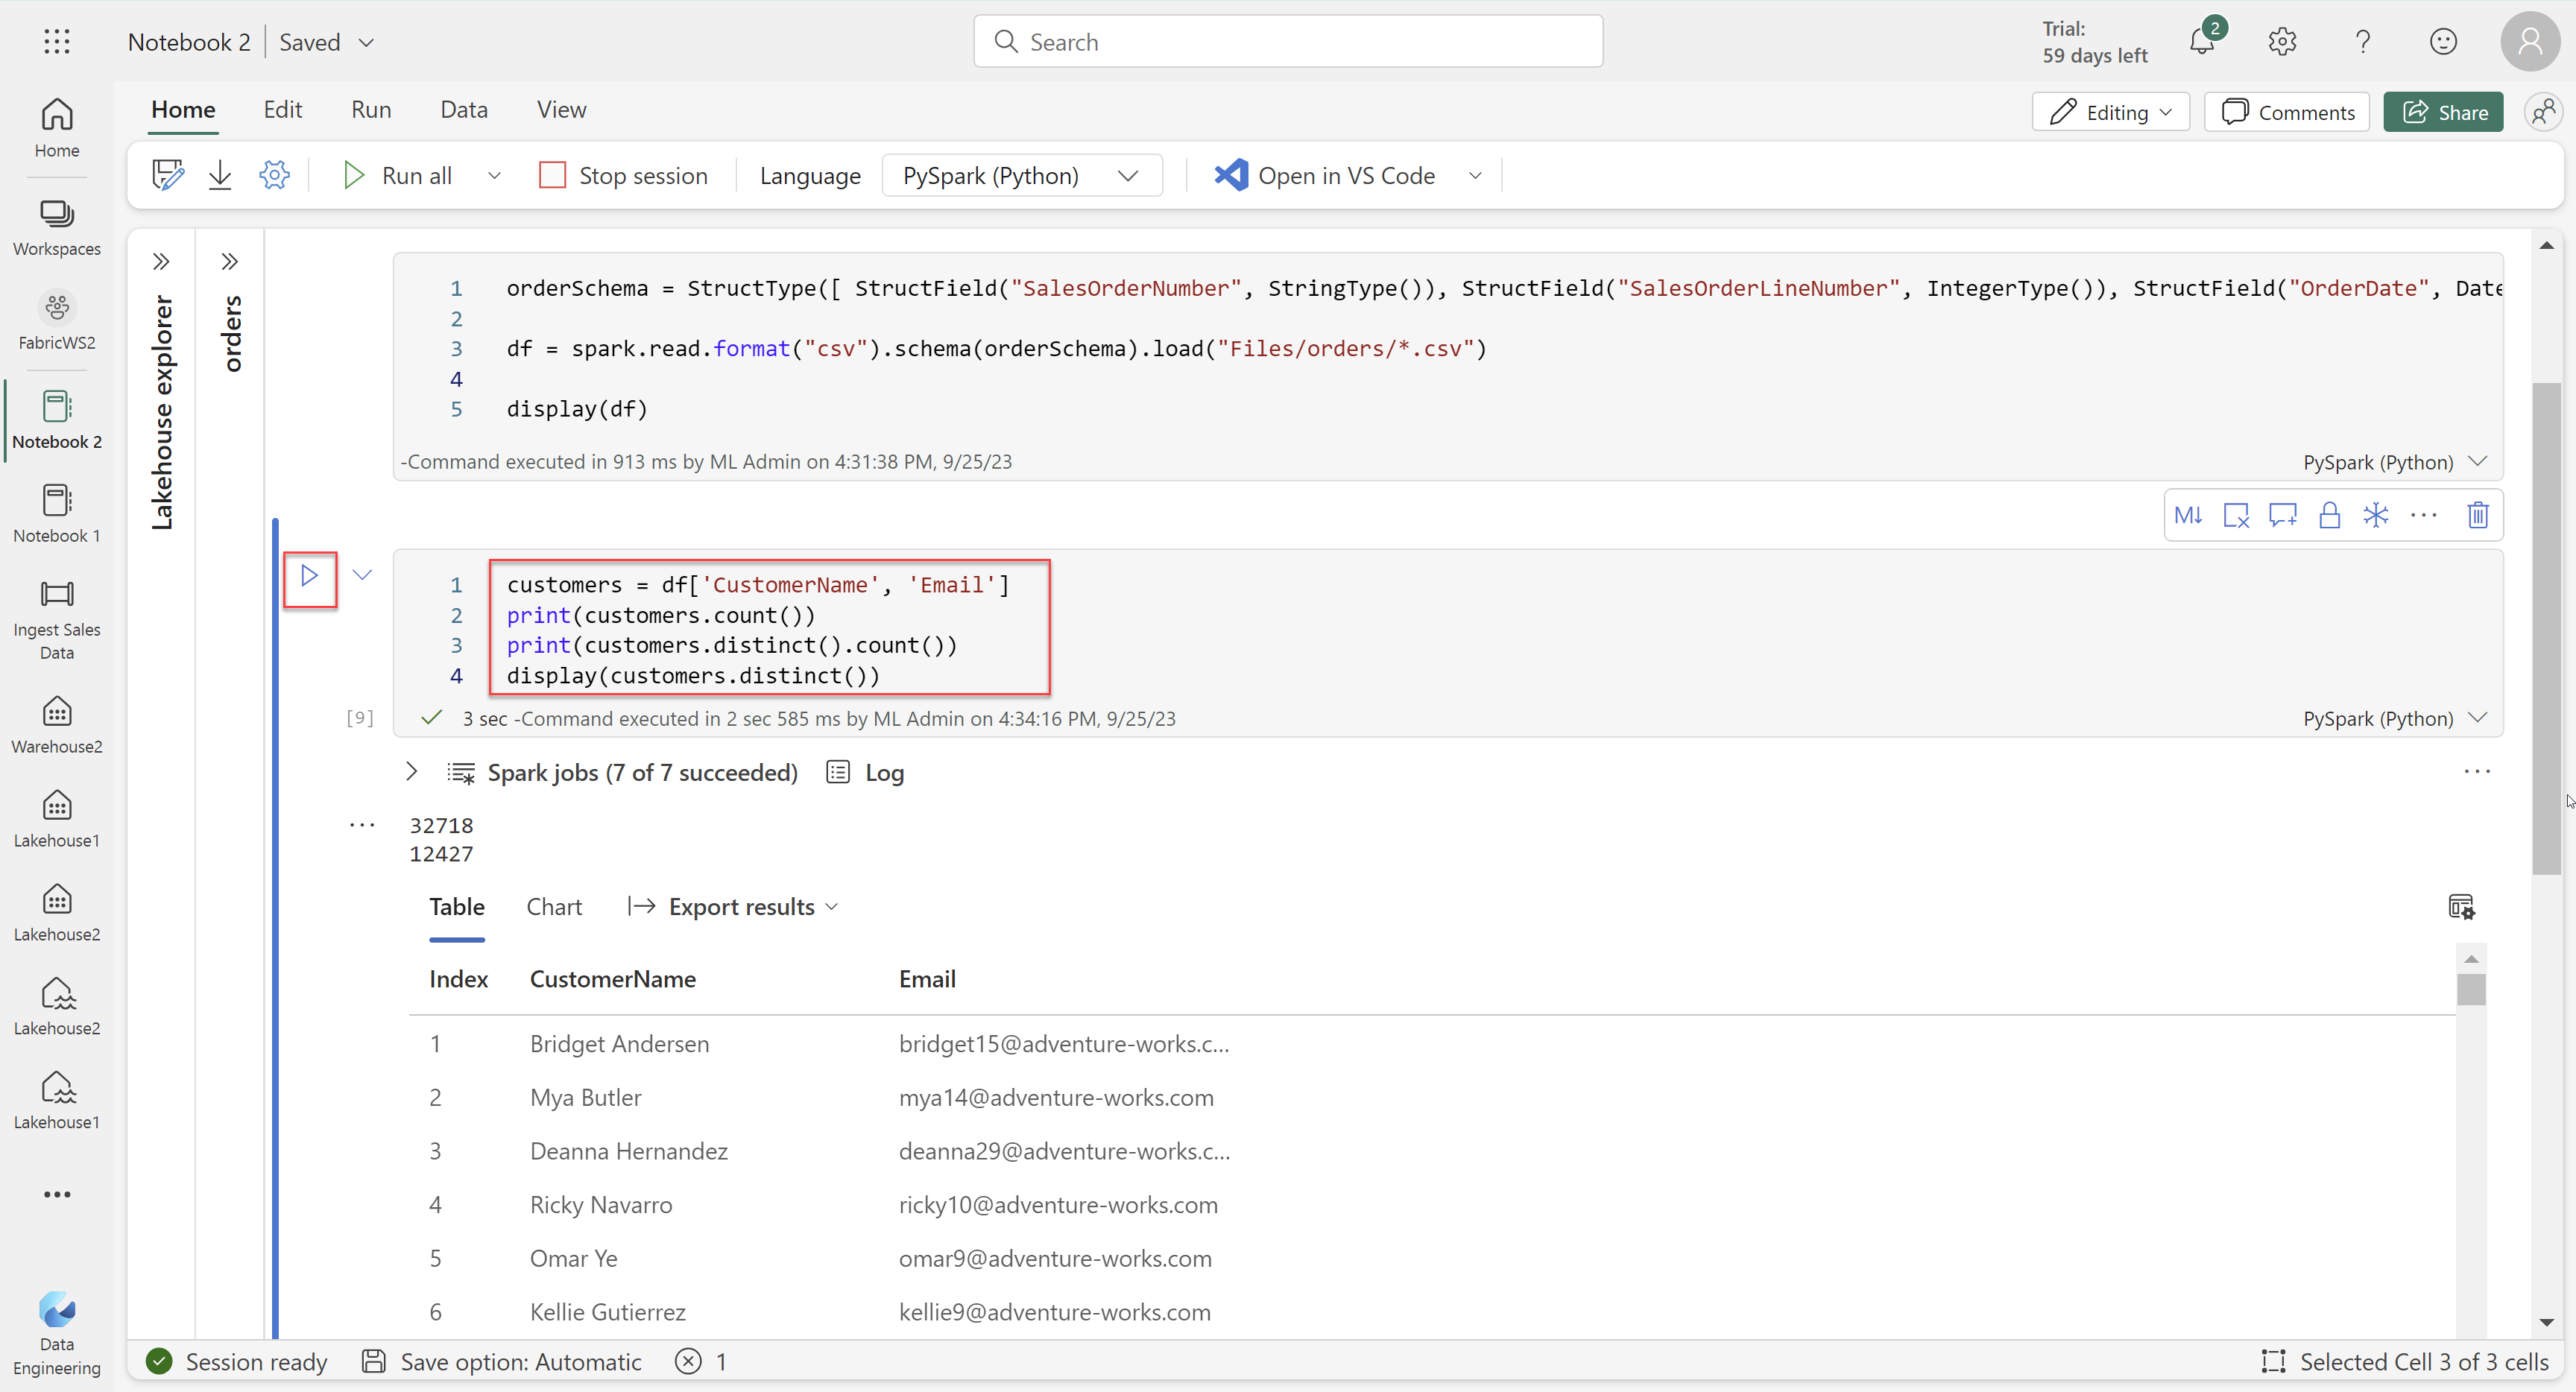 Notebook 2 | Saved
Search
Trial:
59 days left
2
Home
Edit
Run
Data
View
Editing
Comments
Share
Run all
Stop session
Language
PySpark (Python)
Open in VS Code
Home
Workspaces
FabricWS2
Notebook 2
Notebook 1
Ingest Sales
Data
Warehouse2
Lakehouse1
Lakehouse2
Lakehouse2
Lakehouse1
Data
Engineering
Lakehouse explorer
orders
1 orderSchema = StructType([ StructField("SalesOrderNumber", StringType()), StructField("SalesOrderLineNumber", IntegerType()), StructField("OrderDate", Date
2
3 df = spark.read.format("csv").schema(orderSchema).load("Files/orders/*.csv")
4
5 display(df)
-Command executed in 913 ms by ML Admin on 4:31:38 PM, 9/25/23
PySpark (Python)
M↓
1 customers = df['CustomerName', 'Email']
2 print(customers.count())
3 print(customers.distinct().count())
4 display(customers.distinct())
[9]
3 sec -Command executed in 2 sec 585 ms by ML Admin on 4:34:16 PM, 9/25/23
PySpark (Python)
Spark jobs (7 of 7 succeeded)
Log
32718
12427
Table
Chart
Export results
Index CustomerName Email
1 Bridget Andersen bridget15@adventure-works.c...
2 Mya Butler mya14@adventure-works.com
3 Deanna Hernandez deanna29@adventure-works.c...
4 Ricky Navarro ricky10@adventure-works.com
5 Omar Ye omar9@adventure-works.com
6 Kellie Gutierrez kellie9@adventure-works.com
Session ready
Save option: Automatic
1
Selected Cell 3 of 3 cells